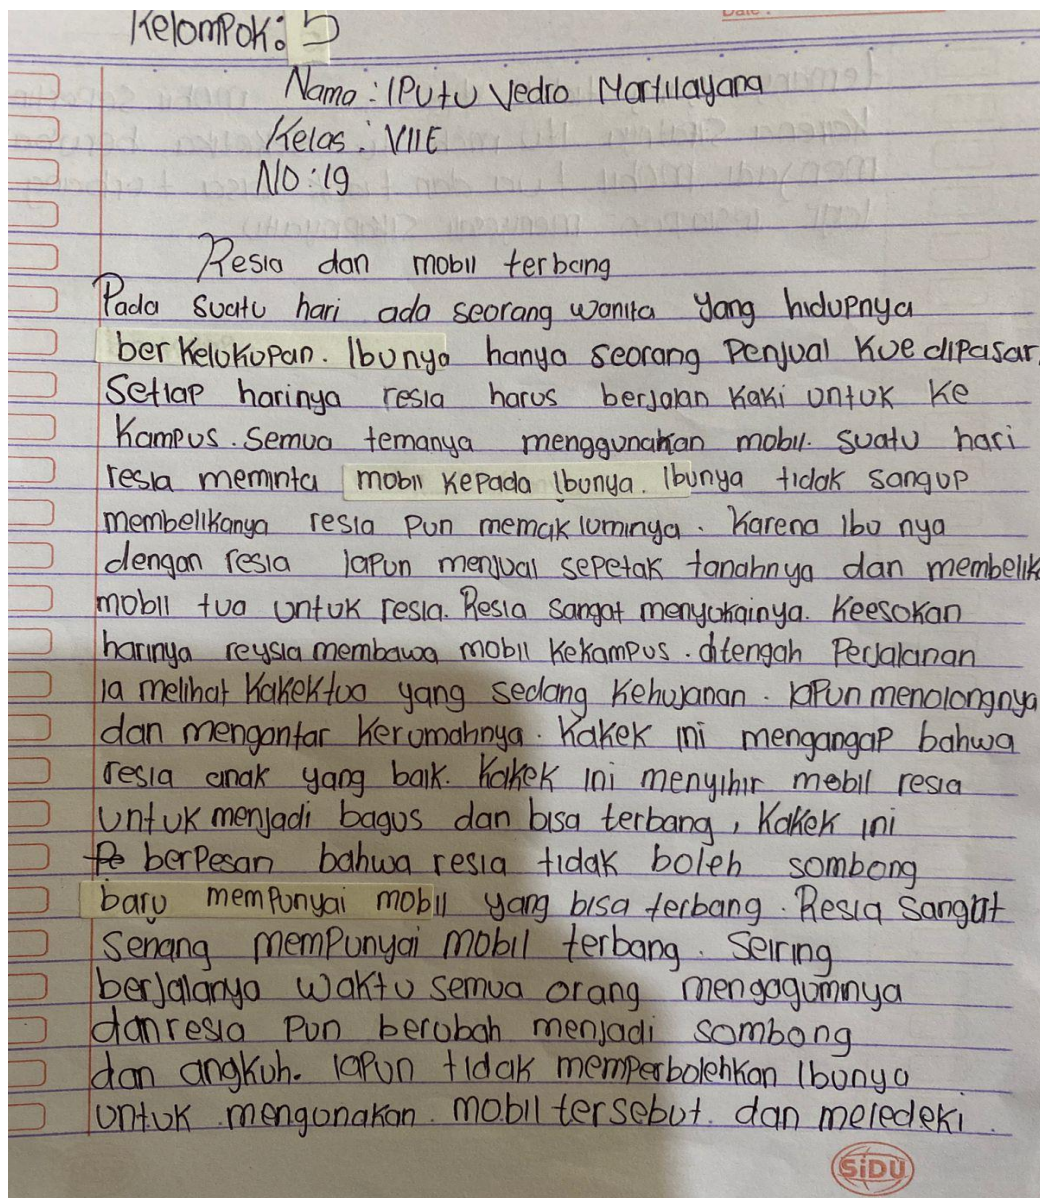 Kelompok: 5
Nama : I Putu Vedro
Kelas : VII E
NO : 19
Resia dan mobil terbang
Pada suatu hari ada seorang wanita yang hidupnya
berkelukupan. Ibunya hanya seorang Penjual kue dipasar.
Setiap harinya resia harus berjalan kaki untuk ke
Kampus. Semua temanya menggunakan mobil. suatu hari
resia meminta mobil kepada Ibunya. Ibunya tidak sangup
membelikanya resia pun memakluminya. Karena ibu nya
dengan resia Iapun menjual sepetak tanahnya dan membelik
mobil tua untuk resia. Resia sangat menyukainya. Keesokan
harinya reysia membawa mobil kekampus. ditengah Perjalanan
ia melihat kakek tua yang sedang kehujanan. Iapun menolongnya
dan mengantar kerumahnya. Kakek ini mengangap bahwa
resia anak yang baik. Kakek ini menyihir mobil resia
untuk menjadi bagus dan bisa terbang, Kakek ini
berpesan bahwa resia tidak boleh sombong
baru mempunyai mobil yang bisa terbang. Resia sangat
Senang mempunyai mobil terbang. Seiring
berjalanya waktu semua orang mengagumnya
dan resia pun berubah menjadi sombong
dan angkuh. Iapun tidak memperbolehkan Ibunya
untuk mengunakan. mobil tersebut. dan meledeki.
SiDU